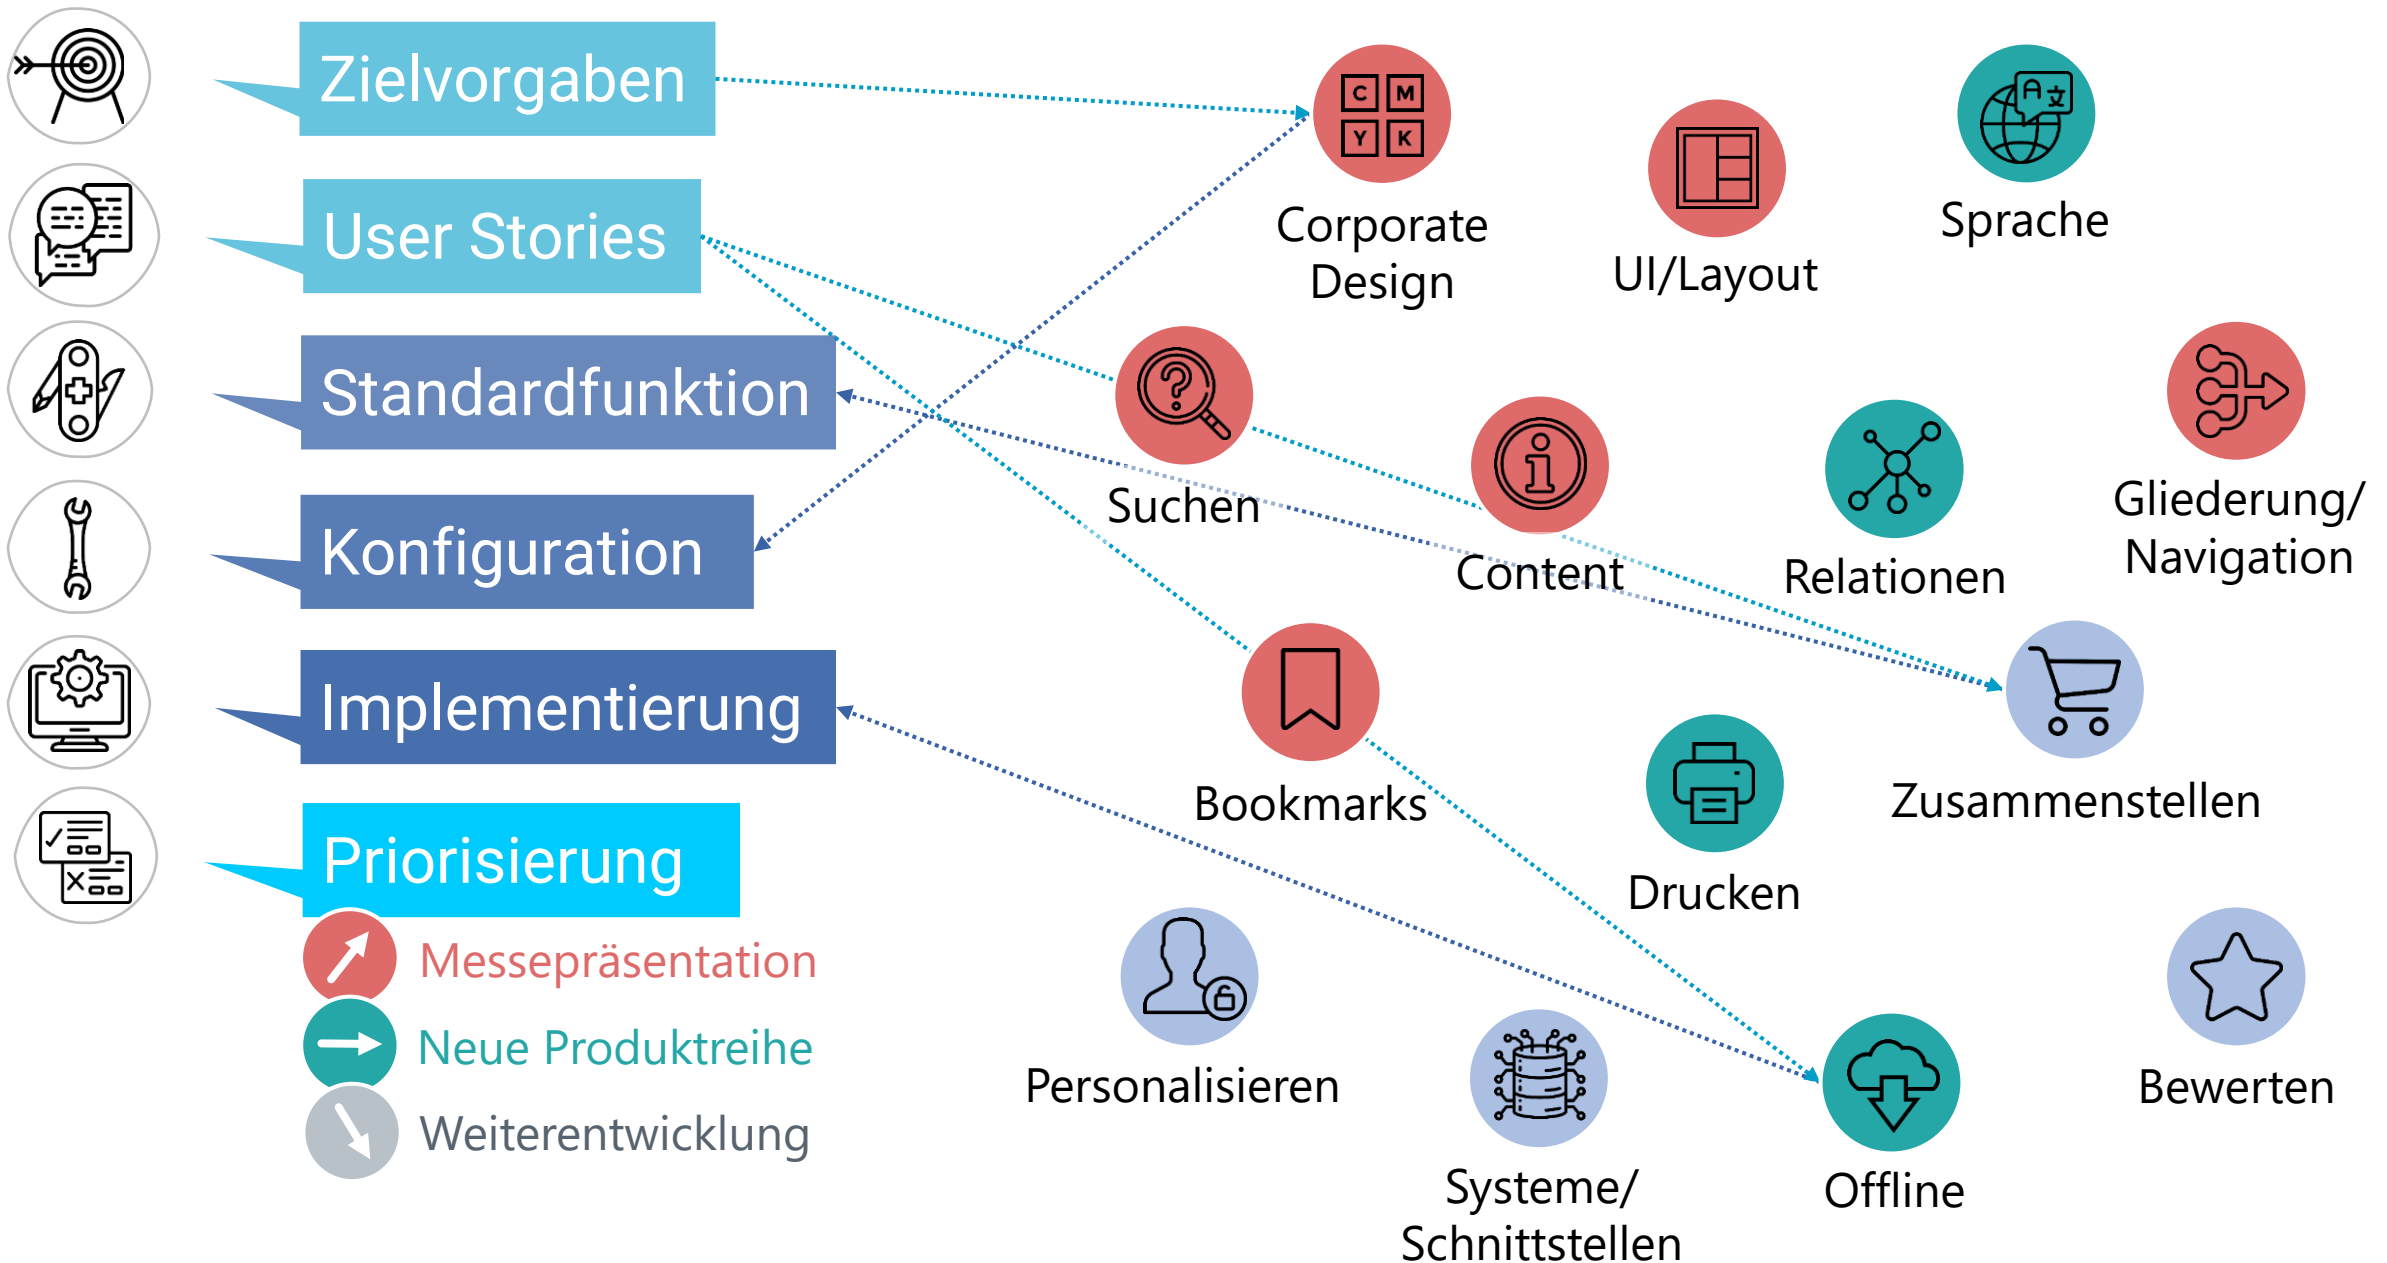 Zielvorgaben
User Stories
Standardfunktion
Konfiguration
Implementierung
Priorisierung
Messepräsentation
Neue Produktreihe
Weiterentwicklung
C M
Y K
Corporate
Design
UI/Layout
A 文
Sprache
Suchen
Content
Relationen
Gliederung/
Navigation
Bookmarks
Drucken
Zusammenstellen
Personalisieren
Systeme/
Schnittstellen
Offline
Bewerten